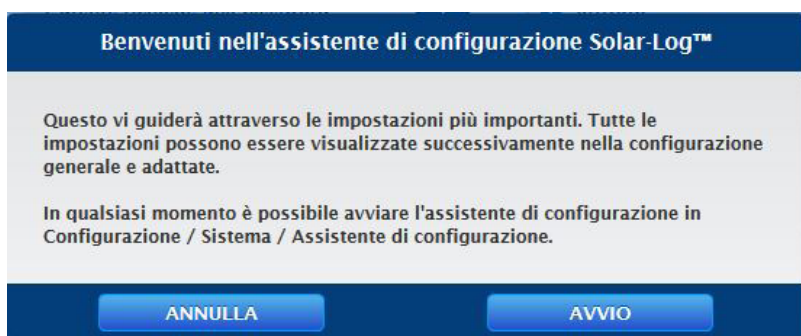 Benvenuti nell'assistente di configurazione Solar-Log™
Questo vi guiderà attraverso le impostazioni più importanti. Tutte le
impostazioni possono essere visualizzate successivamente nella configurazione
generale e adattate.
In qualsiasi momento è possibile avviare l'assistente di configurazione in
Configurazione / Sistema / Assistente di configurazione.
ANNULLA
AVVIO